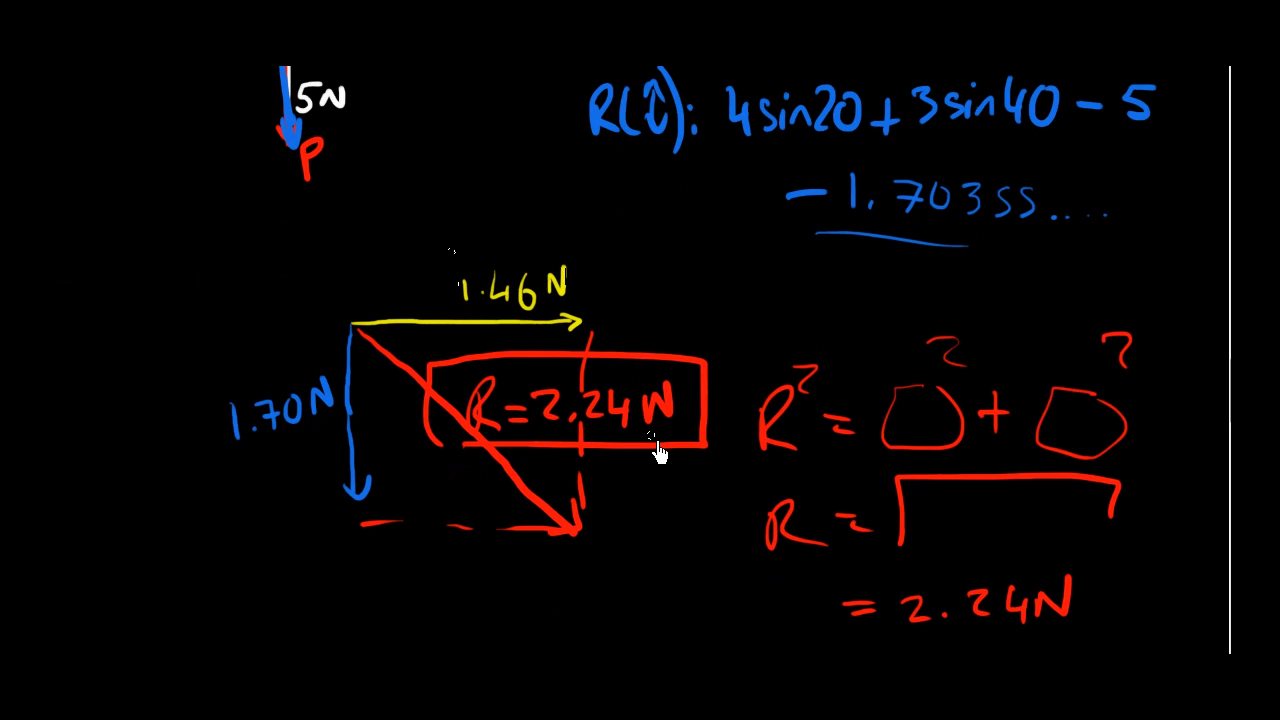 5N
P
R(↕): 4sin20 + 3sin40 - 5
- 1.70355....
1.46N
1.70N
R=2.24N
R² = ▢² + ▢²
R = √
= 2.24N